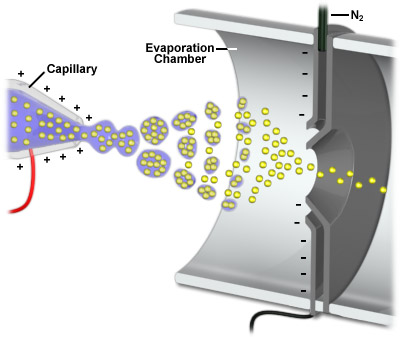 N2
Evaporation
Chamber
Capillary
+ + + + + + +
+ + + + +
- - - - - - - - - -